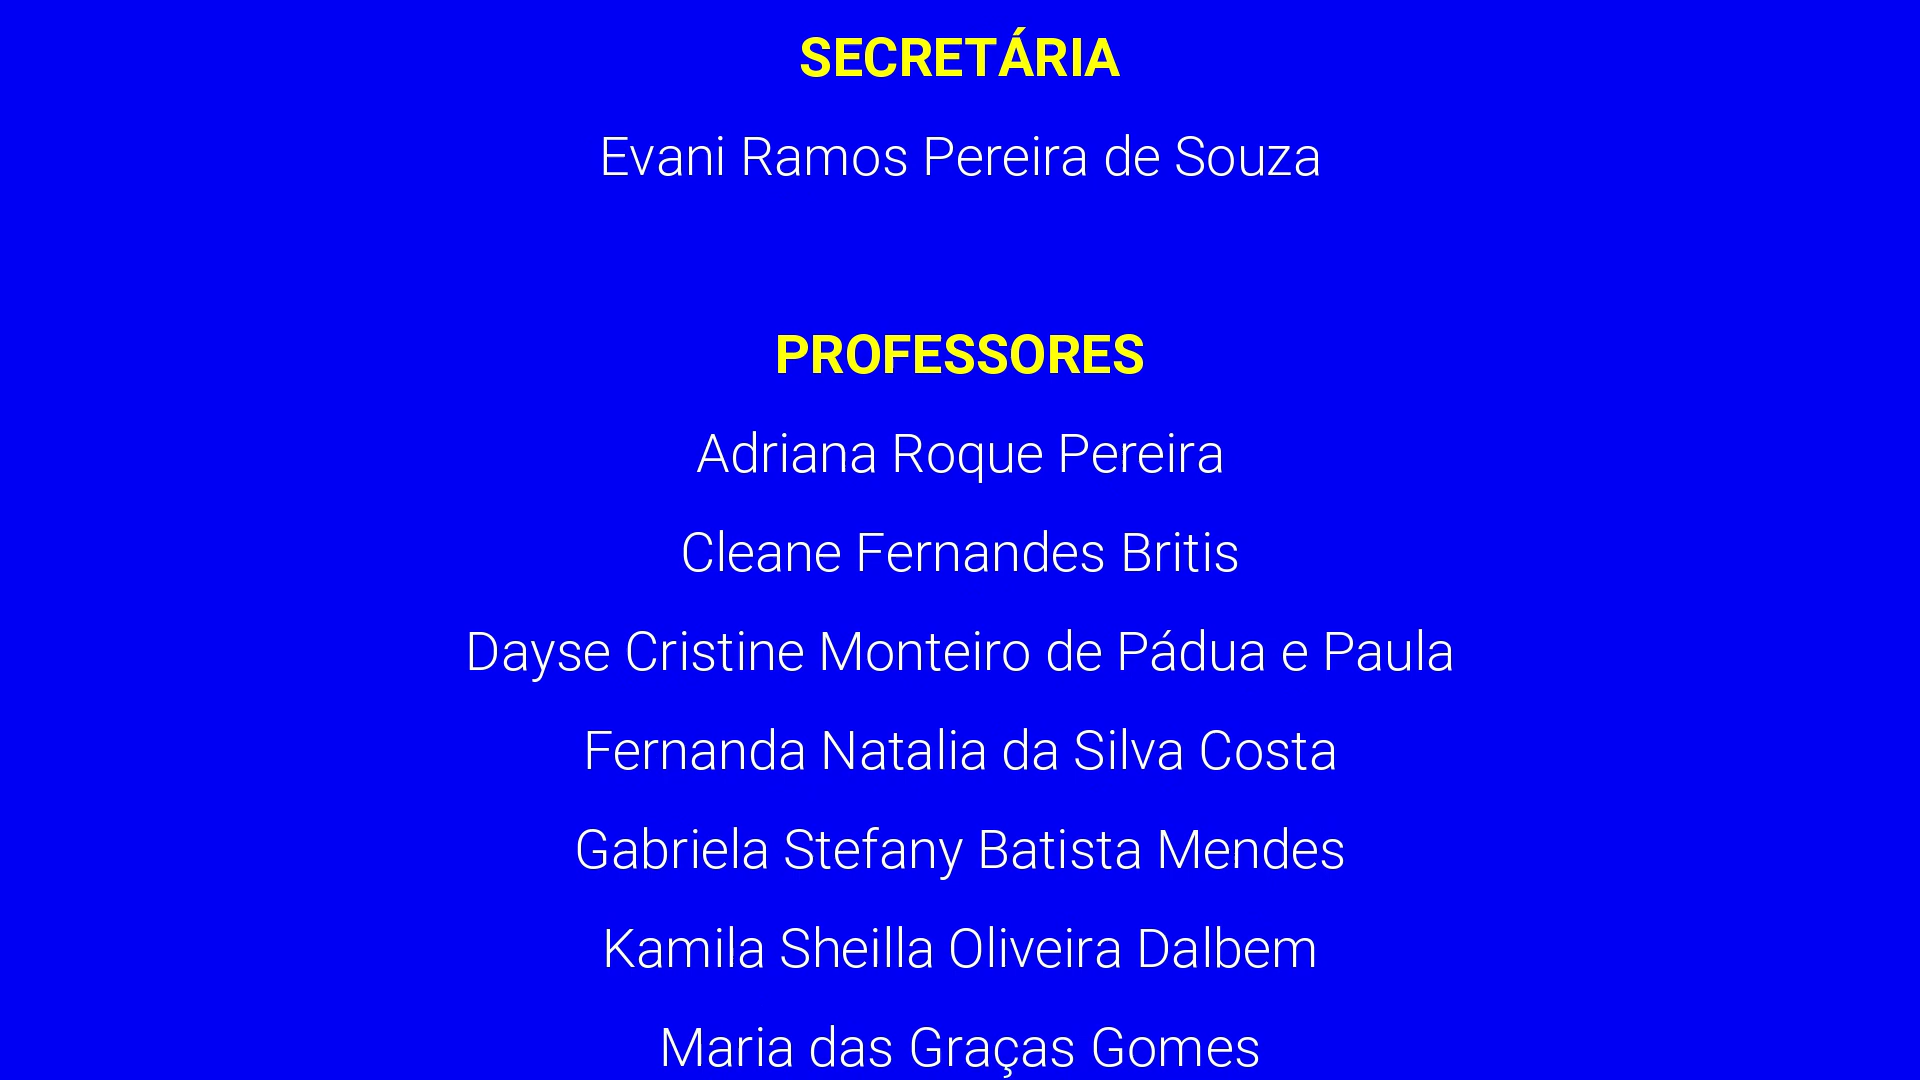 SECRETÁRIA
Evani Ramos Pereira de Souza
PROFESSORES
Adriana Roque Pereira
Cleane Fernandes Britis
Dayse Cristine Monteiro de Pádua e Paula
Fernanda Natalia da Silva Costa
Gabriela Stefany Batista Mendes
Kamila Sheilla Oliveira Dalbem
Maria das Graças Gomes